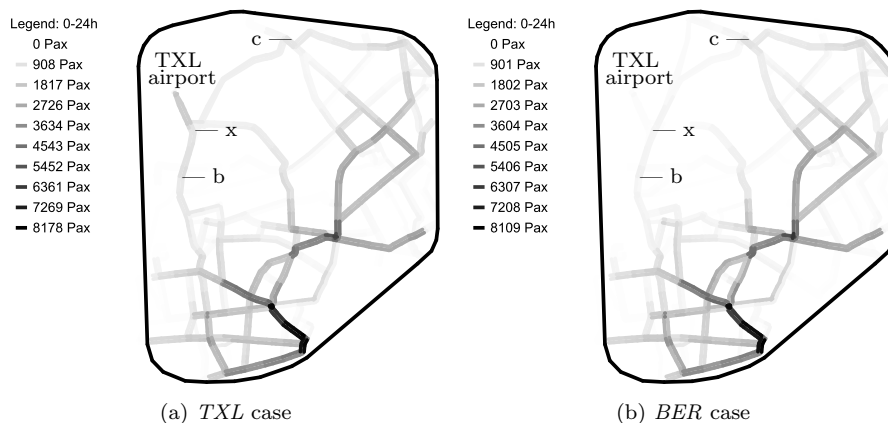 Legend: 0-24h
0 Pax
908 Pax
1817 Pax
2726 Pax
3634 Pax
4543 Pax
5452 Pax
6361 Pax
7269 Pax
8178 Pax
c
TXL
airport
x
b
(a) TXL case
Legend: 0-24h
0 Pax
901 Pax
1802 Pax
2703 Pax
3604 Pax
4505 Pax
5406 Pax
6307 Pax
7208 Pax
8109 Pax
c
TXL
airport
x
b
(b) BER case